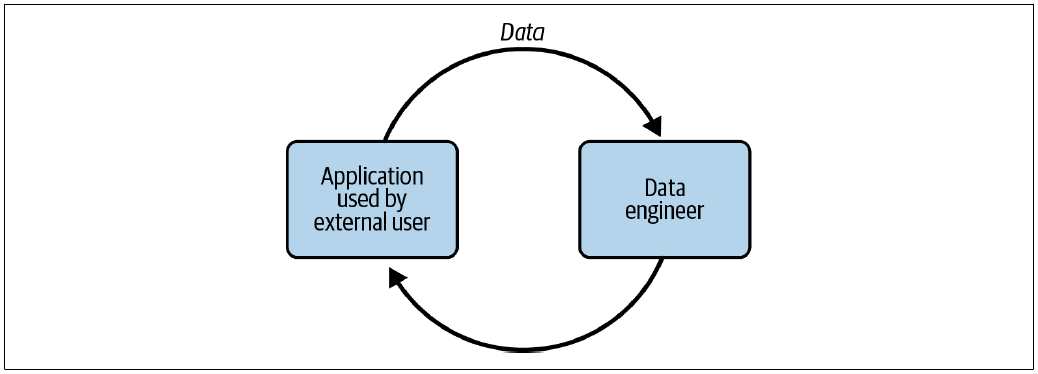 Data
Application
used by
external user
Data
engineer